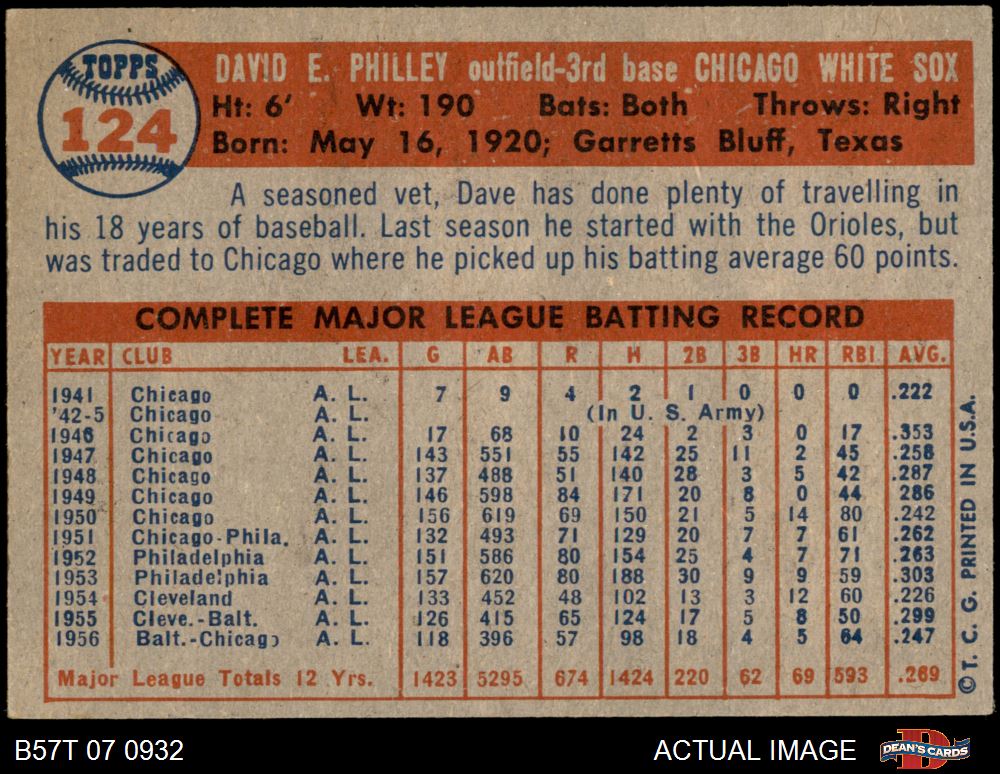 TOPPS
124
DAVID E. PHILLEY outfield-3rd base CHICAGO WHITE SOX
Ht: 6' Wt: 190 Bats: Both Throws: Right
Born: May 16, 1920; Garretts Bluff, Texas
A seasoned vet, Dave has done plenty of travelling in
his 18 years of baseball. Last season he started with the Orioles, but
was traded to Chicago where he picked up his batting average 60 points.
COMPLETE MAJOR LEAGUE BATTING RECORD
YEAR CLUB LEA. G AB R H 2B 3B HR RBI AVG.
1941 Chicago A. L. 7 9 4 2 1 0 0 0 .222
'42-5 Chicago A. L. (In U. S. Army)
1946 Chicago A. L. 17 68 10 24 2 3 0 17 .353
1947 Chicago A. L. 143 551 55 142 25 11 2 45 .258
1948 Chicago A. L. 137 488 51 140 28 3 5 42 .287
1949 Chicago A. L. 146 598 84 171 20 8 0 44 .286
1950 Chicago A. L. 156 619 69 150 21 5 14 80 .242
1951 Chicago-Phila. A. L. 132 493 71 129 20 7 7 61 .262
1952 Philadelphia A. L. 151 586 80 154 25 4 7 71 .263
1953 Philadelphia A. L. 157 620 80 188 30 9 9 59 .303
1954 Cleveland A. L. 133 452 48 102 13 3 12 60 .226
1955 Cleve.-Balt. A. L. 126 415 65 124 17 5 8 50 .299
1956 Balt.-Chicago A. L. 118 396 57 98 18 4 5 64 .247
Major League Totals 12 Yrs. 1423 5295 674 1424 220 62 69 593 .269
©T. C. G. PRINTED IN U.S.A.
B57T 07 0932 ACTUAL IMAGE DEAN'S CARDS